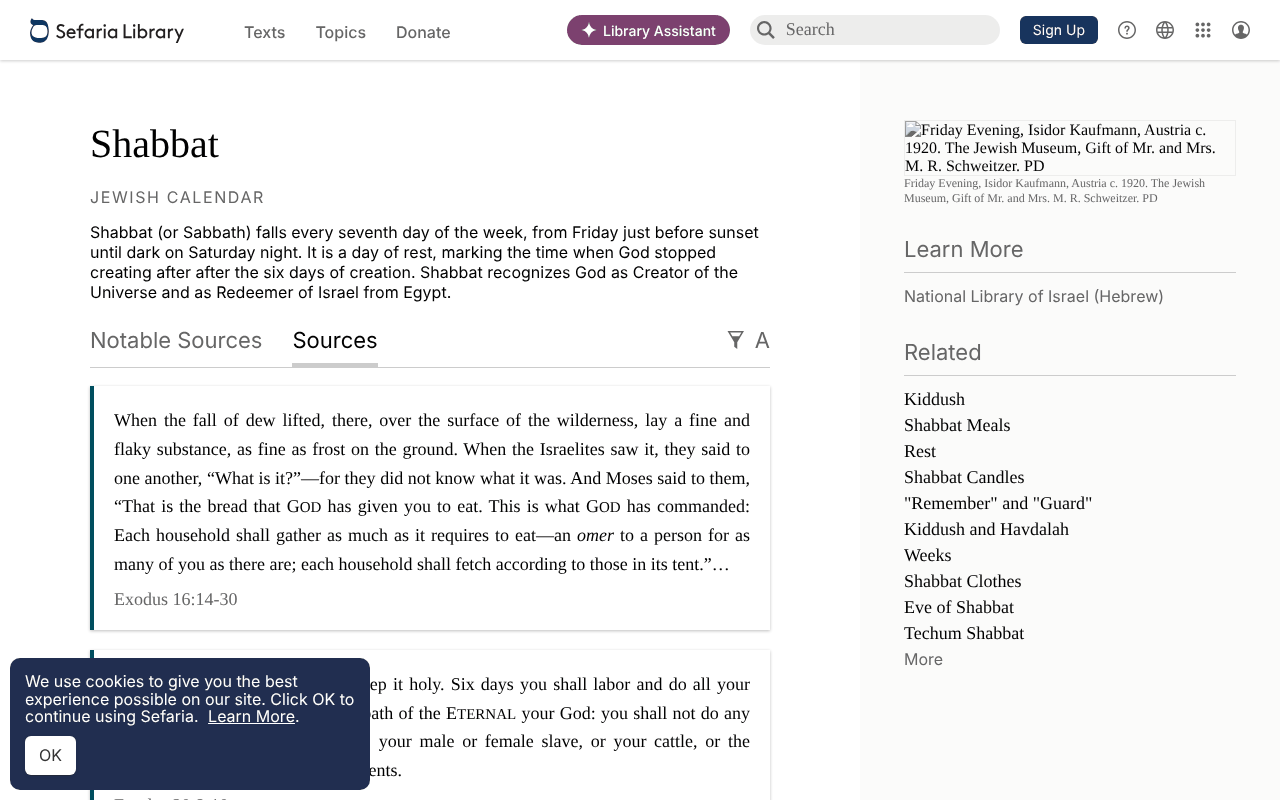 Sefaria Library
Texts
Topics
Donate
Library Assistant
Search
Sign Up
Shabbat
JEWISH CALENDAR
Shabbat (or Sabbath) falls every seventh day of the week, from Friday just before sunset
until dark on Saturday night. It is a day of rest, marking the time when God stopped
creating after after the six days of creation. Shabbat recognizes God as Creator of the
Universe and as Redeemer of Israel from Egypt.
Notable Sources
Sources
A
When the fall of dew lifted, there, over the surface of the wilderness, lay a fine and
flaky substance, as fine as frost on the ground. When the Israelites saw it, they said to
one another, “What is it?”—for they did not know what it was. And Moses said to them,
“That is the bread that GOD has given you to eat. This is what GOD has commanded:
Each household shall gather as much as it requires to eat—an omer to a person for as
many of you as there are; each household shall fetch according to those in its tent.”…
Exodus 16:14-30
it holy. Six days you shall labor and do all your
of the ETERNAL your God: you shall not do any
your male or female slave, or your cattle, or the
We use cookies to give you the best
experience possible on our site. Click OK to
continue using Sefaria. Learn More.
OK
Friday Evening, Isidor Kaufmann, Austria c.
1920. The Jewish Museum, Gift of Mr. and Mrs.
M. R. Schweitzer. PD
Friday Evening, Isidor Kaufmann, Austria c. 1920. The Jewish
Museum, Gift of Mr. and Mrs. M. R. Schweitzer. PD
Learn More
National Library of Israel (Hebrew)
Related
Kiddush
Shabbat Meals
Rest
Shabbat Candles
"Remember" and "Guard"
Kiddush and Havdalah
Weeks
Shabbat Clothes
Eve of Shabbat
Techum Shabbat
More